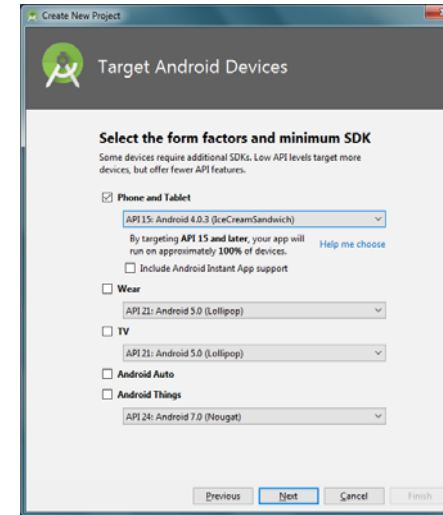 Create New Project
Target Android Devices
Select the form factors and minimum SDK
Some devices require additional SDKs. Low API levels target more
devices, but offer fewer API features.
Phone and Tablet
API 15: Android 4.0.3 (IceCreamSandwich)
By targeting API 15 and later, your app will
run on approximately 100% of devices.
Help me choose
Include Android Instant App support
Wear
API 21: Android 5.0 (Lollipop)
TV
API 21: Android 5.0 (Lollipop)
Android Auto
Android Things
API 24: Android 7.0 (Nougat)
Previous Next Cancel Finish